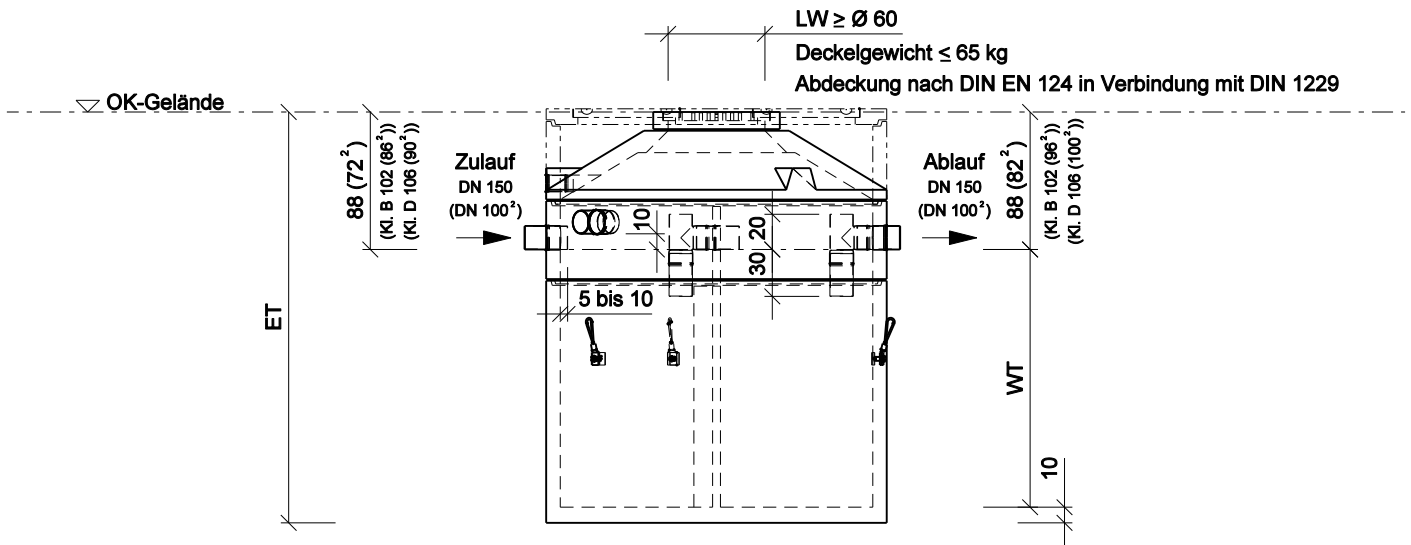 LW ≥ Ø 60
Deckelgewicht ≤ 65 kg
Abdeckung nach DIN EN 124 in Verbindung mit DIN 1229
OK-Gelände
88 (72²)
(Kl. B 102 (86²))
(Kl. D 106 (90²))
Zulauf
DN 150
(DN 100²)
Ablauf
DN 150
(DN 100²)
88 (82²)
(Kl. B 102 (96²))
(Kl. D 106 (100²))
10
20
30
5 bis 10
ET
WT
10